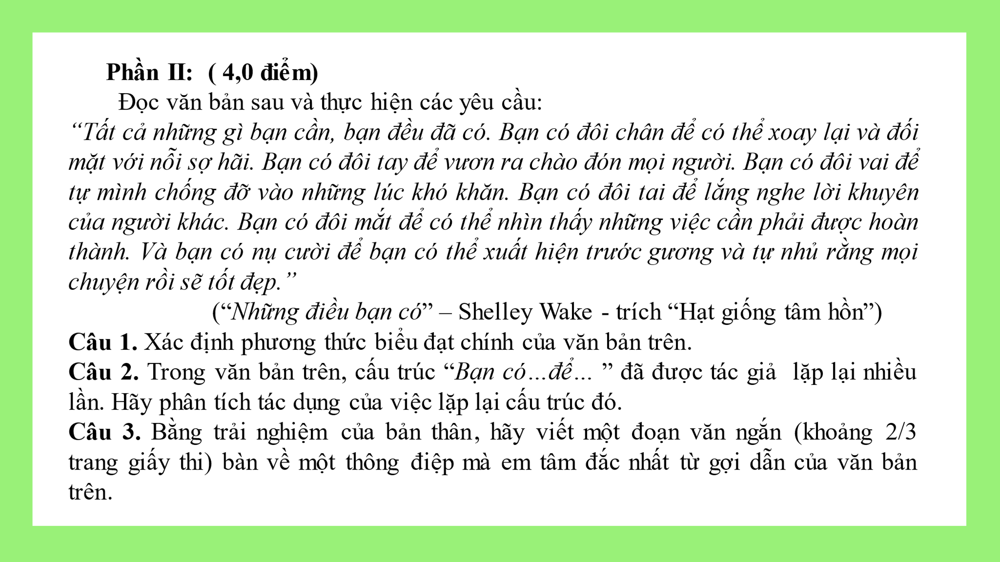 Phần II: ( 4,0 điểm)
Đọc văn bản sau và thực hiện các yêu cầu:
“Tất cả những gì bạn cần, bạn đều đã có. Bạn có đôi chân để có thể xoay lại và đối
mặt với nỗi sợ hãi. Bạn có đôi tay để vươn ra chào đón mọi người. Bạn có đôi vai để
tự mình chống đỡ vào những lúc khó khăn. Bạn có đôi tai để lắng nghe lời khuyên
của người khác. Bạn có đôi mắt để có thể nhìn thấy những việc cần phải được hoàn
thành. Và bạn có nụ cười để bạn có thể xuất hiện trước gương và tự nhủ rằng mọi
chuyện rồi sẽ tốt đẹp.”
(“Những điều bạn có” – Shelley Wake - trích “Hạt giống tâm hồn”)
Câu 1. Xác định phương thức biểu đạt chính của văn bản trên.
Câu 2. Trong văn bản trên, cấu trúc “Bạn có...để... ” đã được tác giả lặp lại nhiều
lần. Hãy phân tích tác dụng của việc lặp lại cấu trúc đó.
Câu 3. Bằng trải nghiệm của bản thân, hãy viết một đoạn văn ngắn (khoảng 2/3
trang giấy thi) bàn về một thông điệp mà em tâm đắc nhất từ gợi dẫn của văn bản
trên.